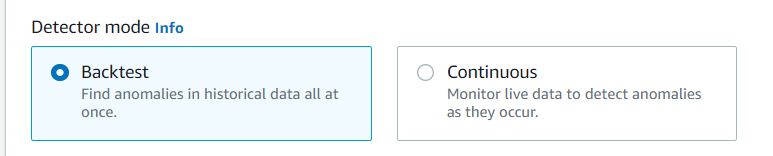 Detector mode Info
Backtest
Find anomalies in historical data all at
once.
Continuous
Monitor live data to detect anomalies
as they occur.